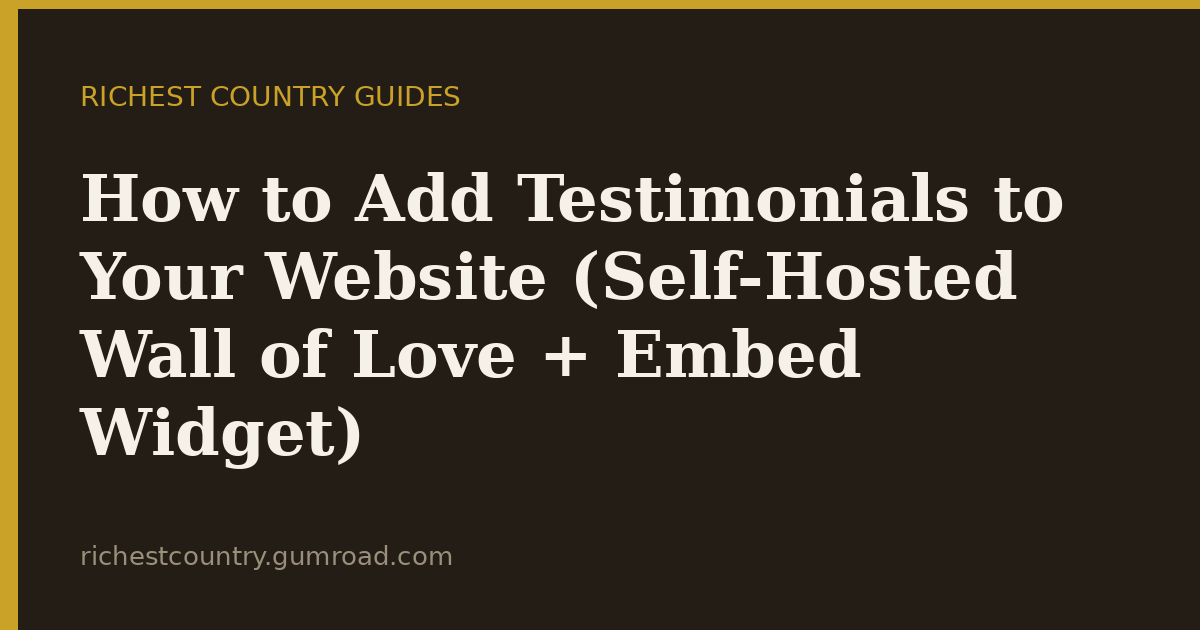 RICHEST COUNTRY GUIDES
How to Add Testimonials to
Your Website (Self-Hosted
Wall of Love + Embed
Widget)
richestcountry.gumroad.com